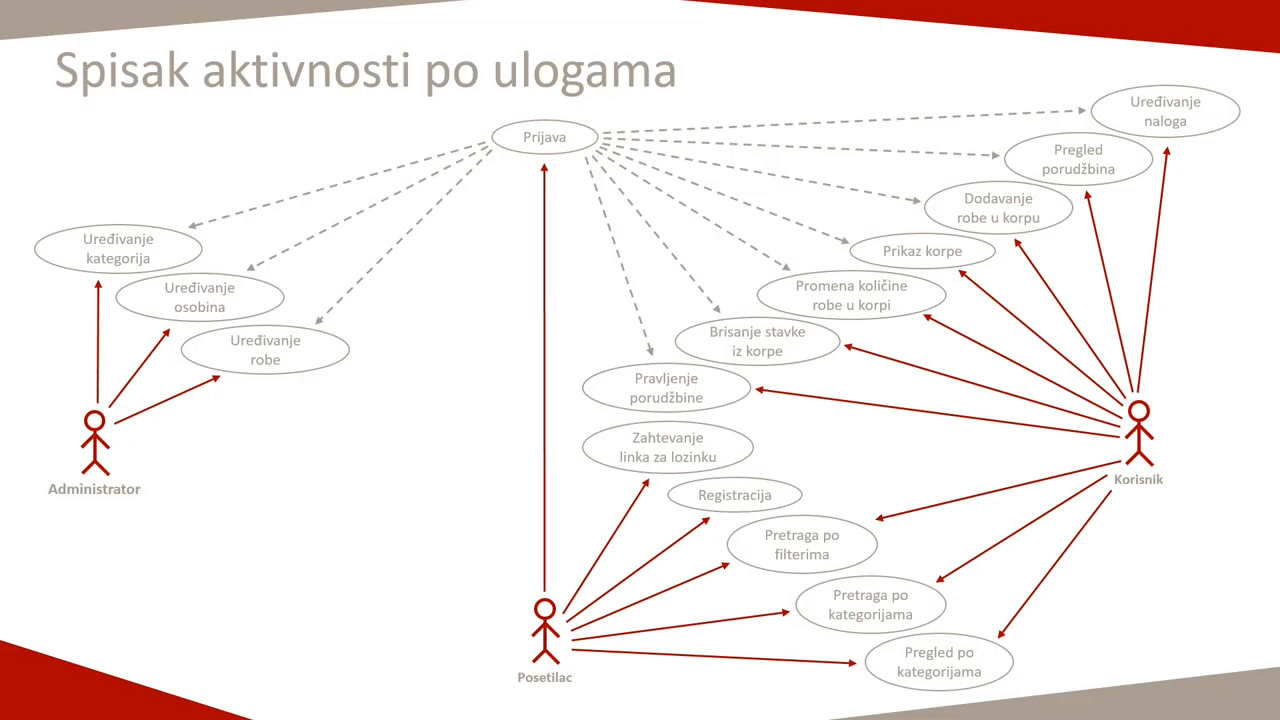 Spisak aktivnosti po ulogama
Uređivanje
naloga
Prijava
Pregled
porudžbina
Dodavanje
robe u korpu
Uređivanje
kategorija
Prikaz korpe
Uređivanje
osobina
Promena količine
robe u korpi
Uređivanje
robe
Brisanje stavke
iz korpe
Pravljenje
porudžbine
Zahtevanje
linka za lozinku
Administrator
Korisnik
Registracija
Pretraga po
filterima
Pretraga po
kategorijama
Pregled po
kategorijama
Posetilac